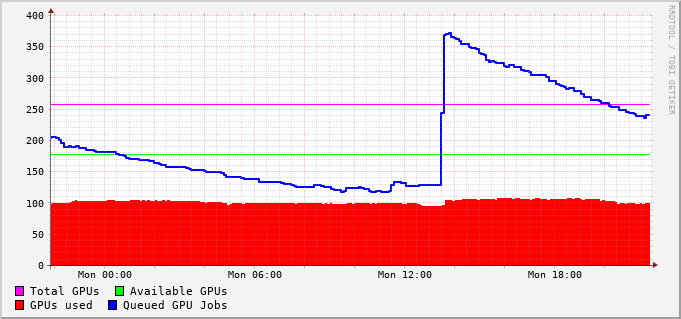 400
350
300
250
200
150
100
50
0
Mon 00:00 Mon 06:00 Mon 12:00 Mon 18:00
Total GPUs Available GPUs
GPUs used Queued GPU Jobs
RRDTOOL / TOBI OETIKER